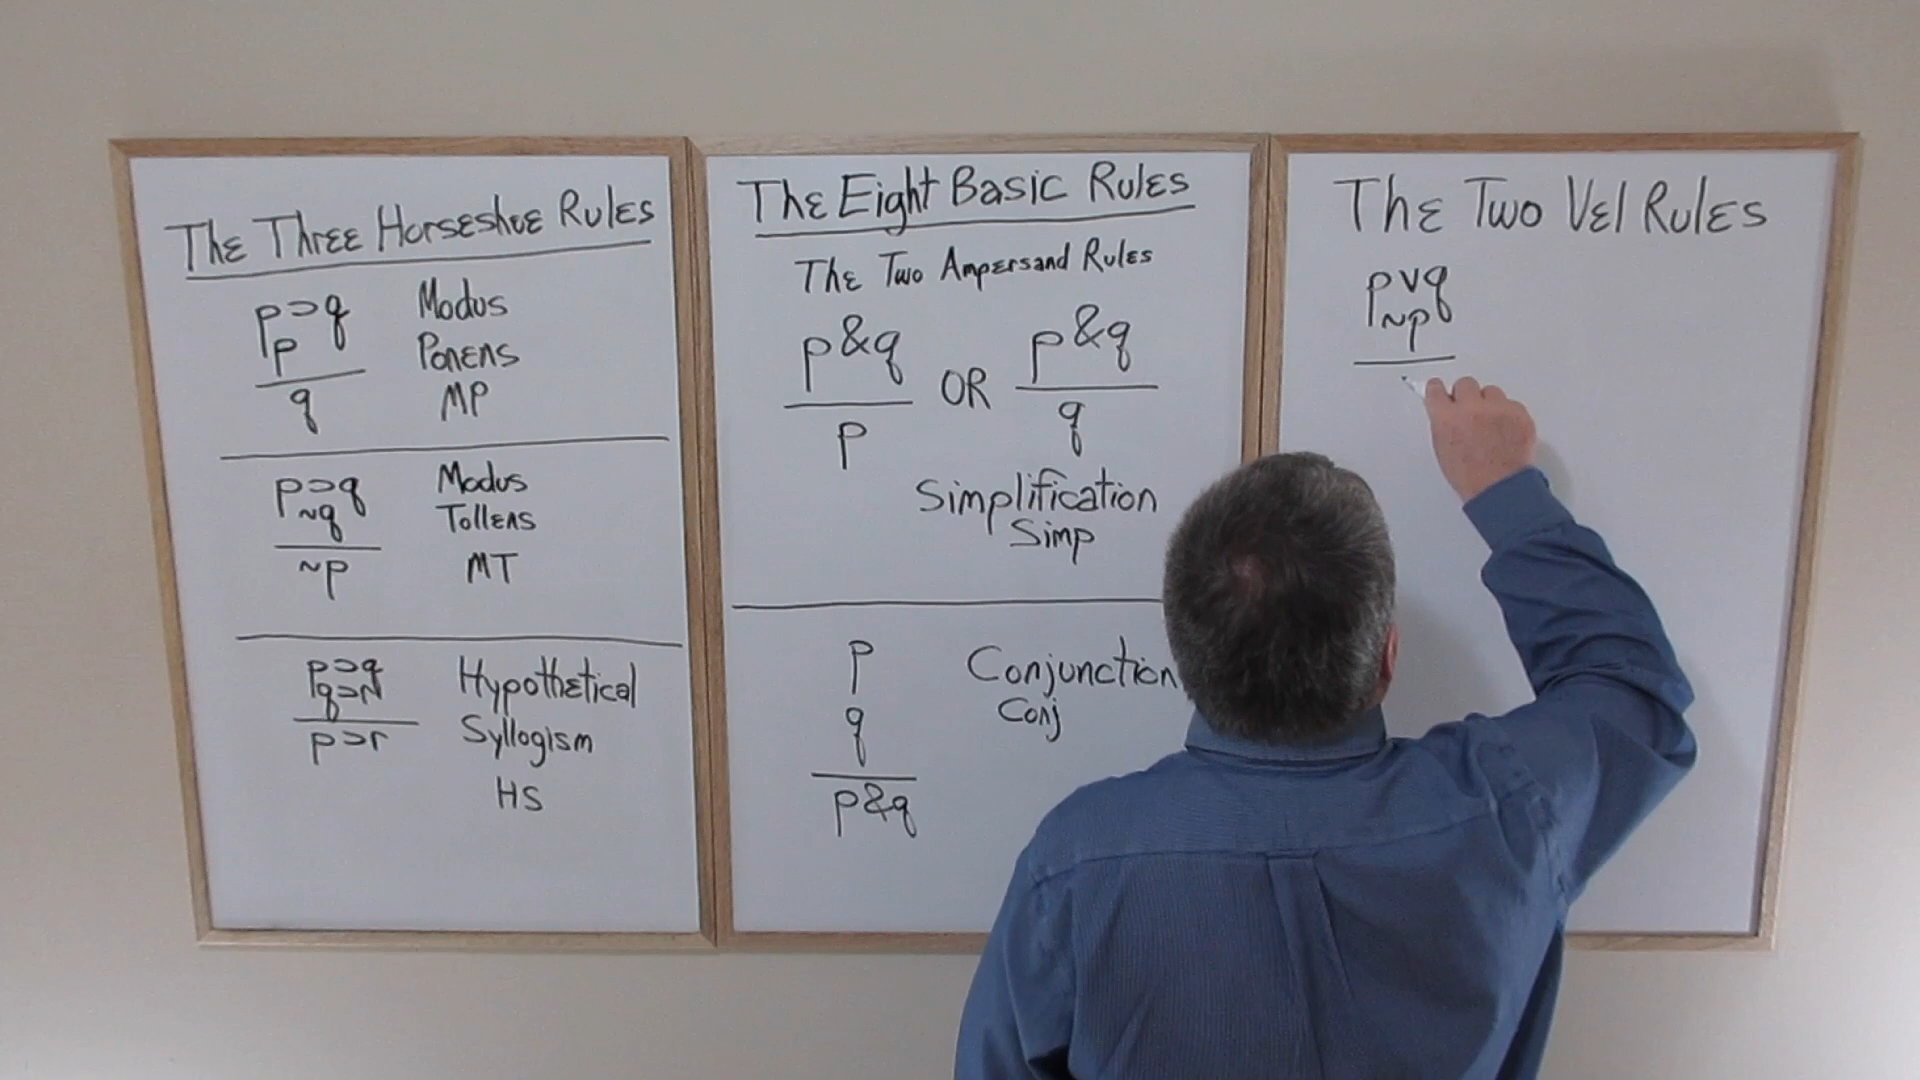 The Three Horseshoe Rules
p⊃q Modus
p Ponens
q MP
p⊃q Modus
~q Tollens
~p MT
p⊃q Hypothetical
q⊃r
p⊃r Syllogism
HS
The Eight Basic Rules
The Two Ampersand Rules
p&q OR p&q
p q
Simplification
Simp
p Conjunction
q Conj
p&q
The Two Vel Rules
p∨q
~p